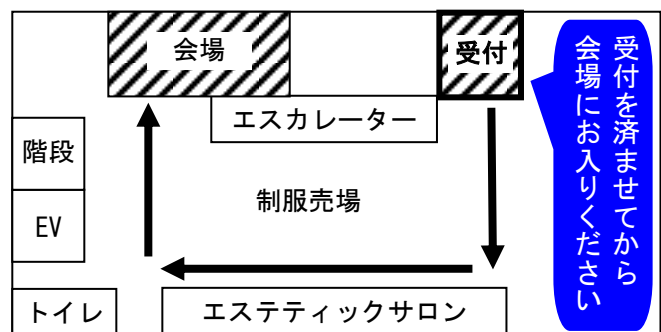 会場
受付
受付を済ませてから
会場にお入りください
エスカレーター
階段
制服売場
EV
トイレ
エステティックサロン